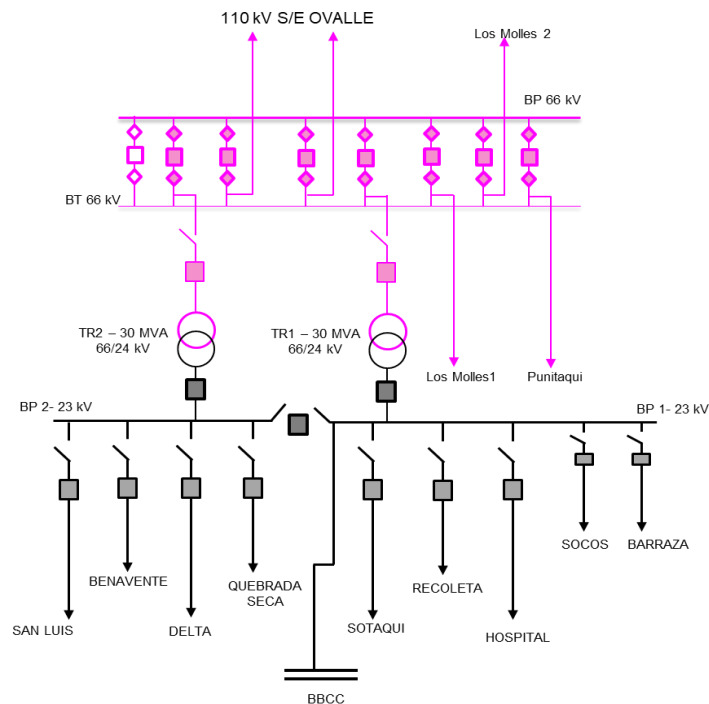 110 kV S/E OVALLE
Los Molles 2
BP 66 kV
BT 66 kV
TR2 – 30 MVA
66/24 kV
TR1 – 30 MVA
66/24 kV
Los Molles1
Punitaqui
BP 2- 23 kV
BP 1- 23 kV
SOCOS
BARRAZA
BENAVENTE
QUEBRADA
SECA
RECOLETA
SAN LUIS
DELTA
SOTAQUI
HOSPITAL
BBCC